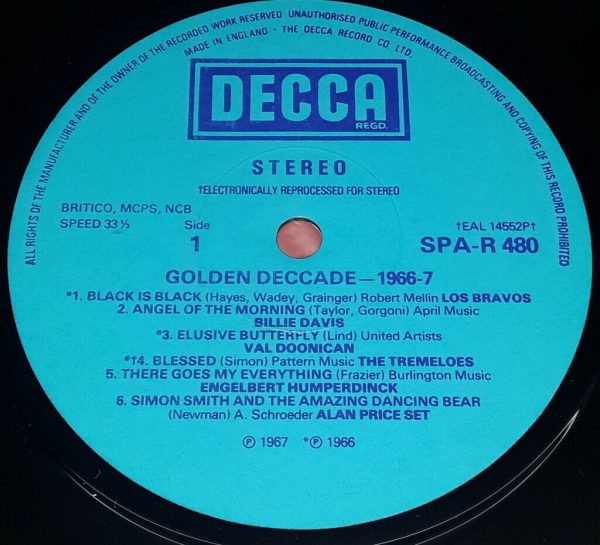 ALL RIGHTS OF THE MANUFACTURER AND OF THE OWNER OF THE RECORDED WORK RESERVED · UNAUTHORISED PUBLIC PERFORMANCE BROADCASTING AND COPYING OF THIS RECORD PROHIBITED
MADE IN ENGLAND · THE DECCA RECORD CO. LTD.
DECCA
REGD.
STEREO
†ELECTRONICALLY REPROCESSED FOR STEREO
BRITICO, MCPS, NCB
SPEED 33⅓ Side
1
†EAL 14552P†
SPA-R 480
GOLDEN DECCADE — 1966-7
*1. BLACK IS BLACK (Hayes, Wadey, Grainger) Robert Mellin LOS BRAVOS
2. ANGEL OF THE MORNING (Taylor, Gorgoni) April Music
BILLIE DAVIS
*3. ELUSIVE BUTTERFLY (Lind) United Artists
VAL DOONICAN
*†4. BLESSED (Simon) Pattern Music THE TREMELOES
5. THERE GOES MY EVERYTHING (Frazier) Burlington Music
ENGELBERT HUMPERDINCK
6. SIMON SMITH AND THE AMAZING DANCING BEAR
(Newman) A. Schroeder ALAN PRICE SET
℗ 1967 *℗ 1966